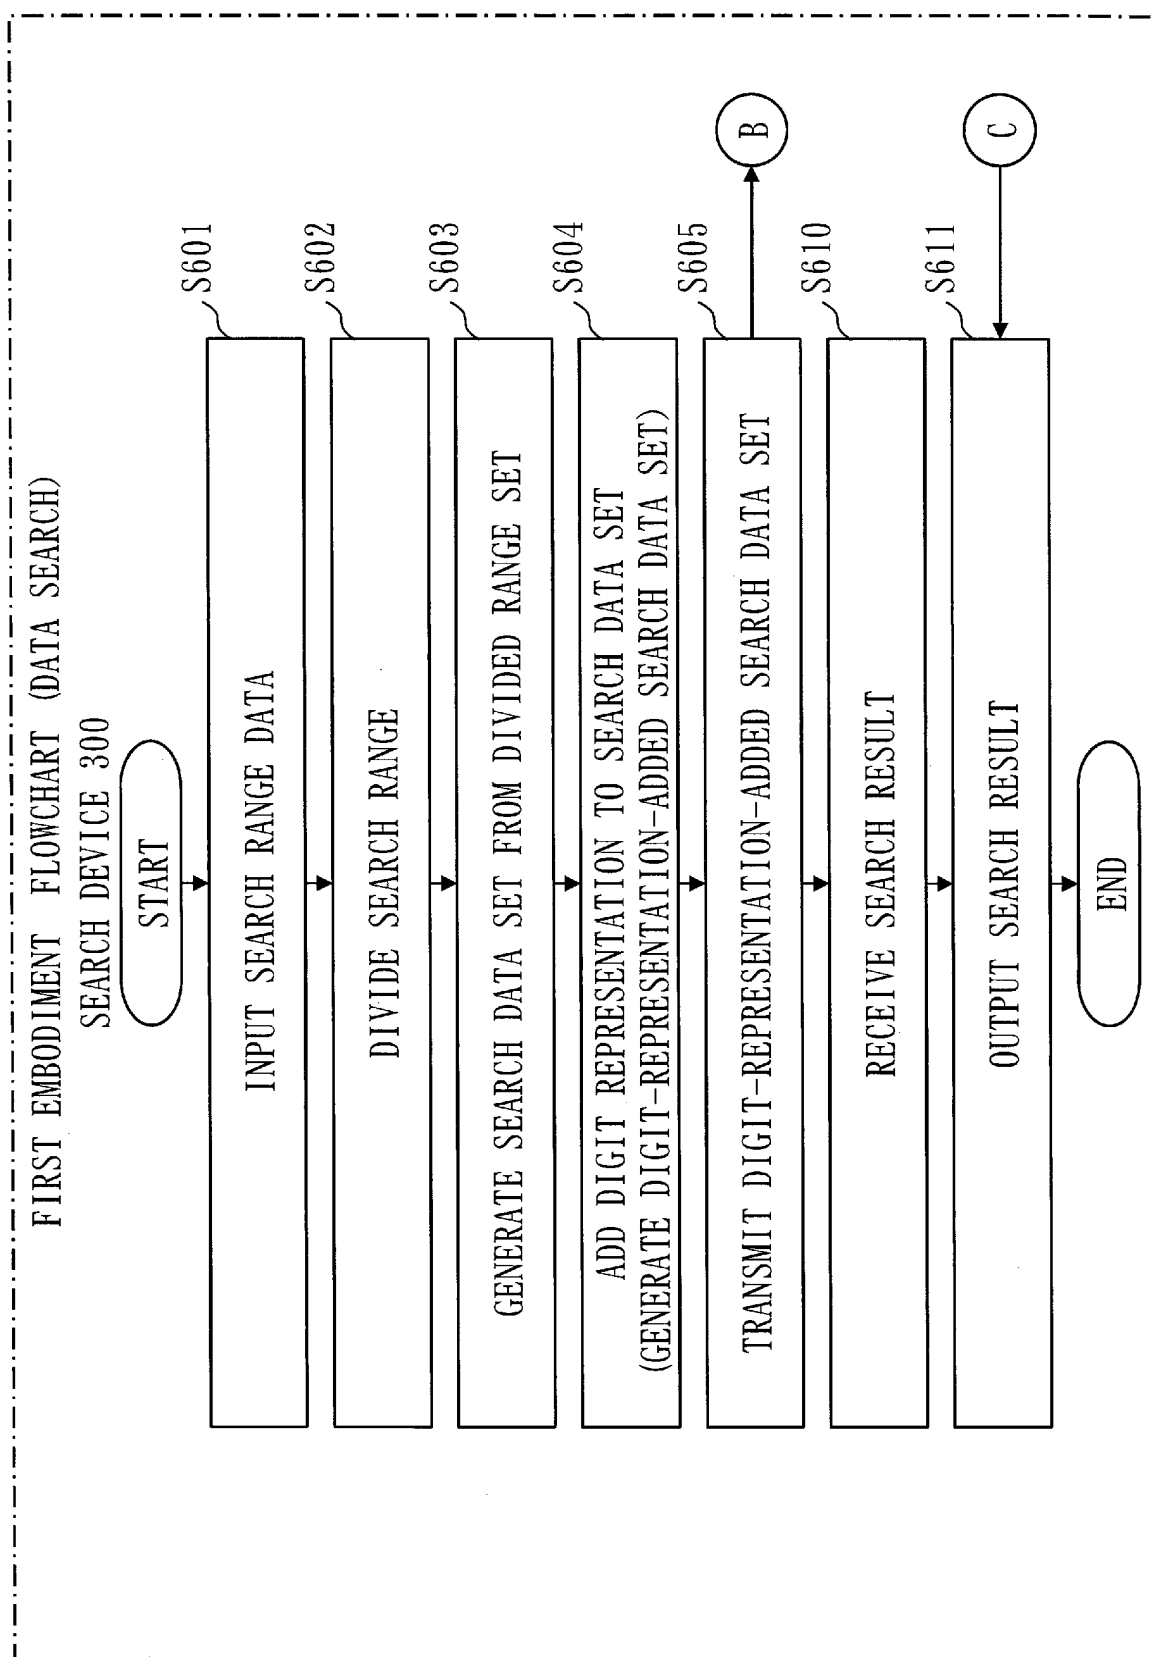 FIRST EMBODIMENT FLOWCHART (DATA SEARCH)
SEARCH DEVICE 300
START
S601
INPUT SEARCH RANGE DATA
S602
DIVIDE SEARCH RANGE
S603
GENERATE SEARCH DATA SET FROM DIVIDED RANGE SET
S604
ADD DIGIT REPRESENTATION TO SEARCH DATA SET
(GENERATE DIGIT-REPRESENTATION-ADDED SEARCH DATA SET)
S605
TRANSMIT DIGIT-REPRESENTATION-ADDED SEARCH DATA SET
B
S610
RECEIVE SEARCH RESULT
S611
OUTPUT SEARCH RESULT
C
END